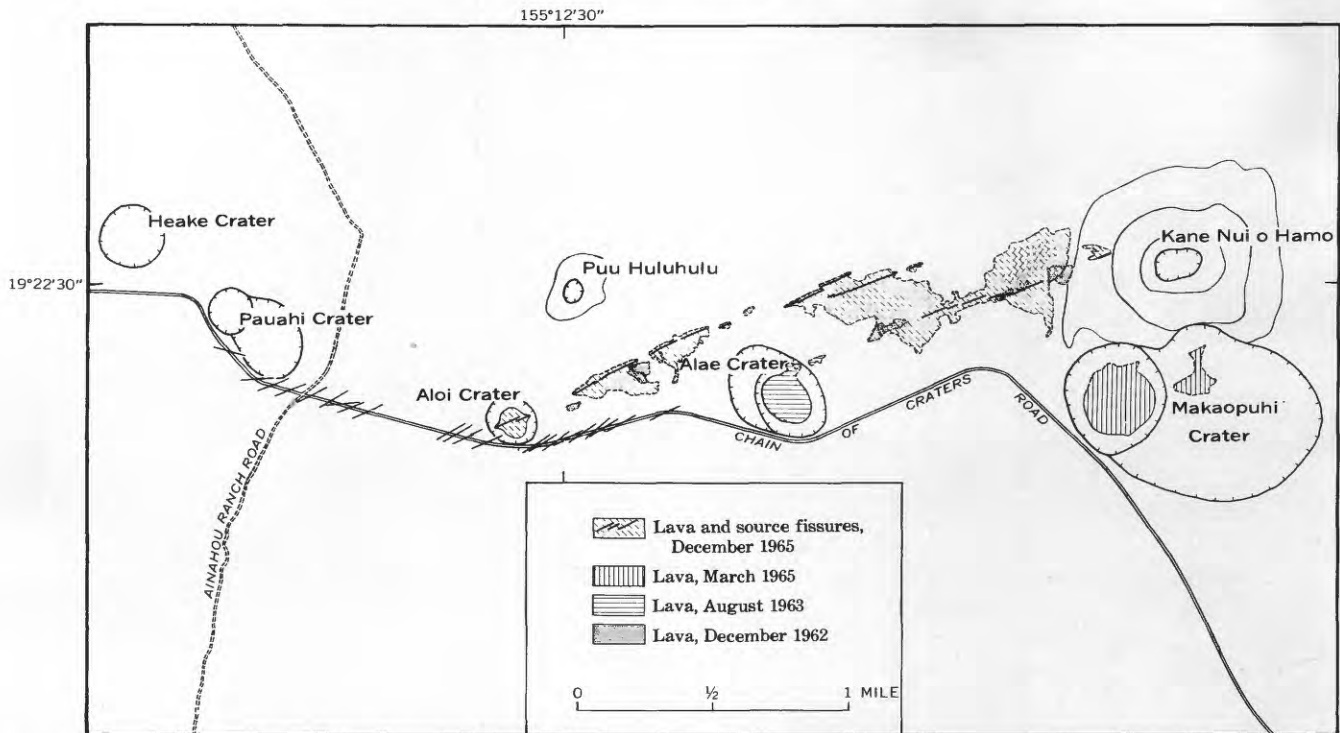 155°12'30"
Heake Crater
Kane Nui o Hamo
Puu Huluhulu
19°22'30"
Pauahi Crater
Alae Crater
Aloi Crater
CHAIN OF CRATERS ROAD
Makaopuhi
Crater
AINAHOU RANCH ROAD
Lava and source fissures,
December 1965
Lava, March 1965
Lava, August 1963
Lava, December 1962
0 ½ 1 MILE